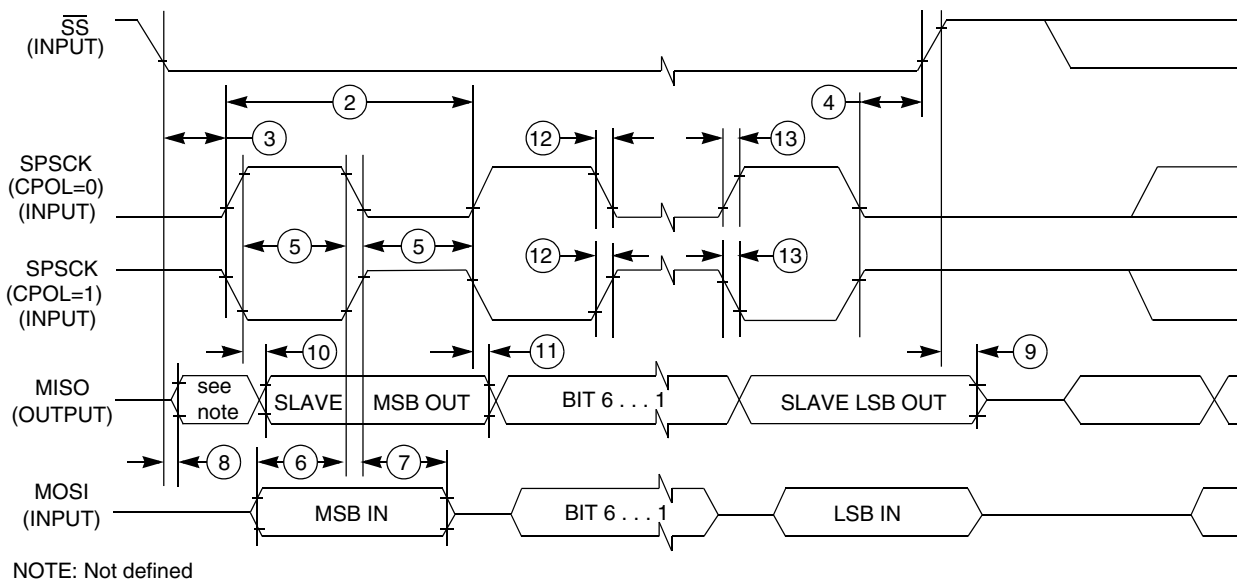 SS
(INPUT)
2
4
3
12
13
SPSCK
(CPOL=0)
(INPUT)
5
5
12
13
SPSCK
(CPOL=1)
(INPUT)
10
11
9
MISO
(OUTPUT)
see
note
SLAVE
MSB OUT
BIT 6 . . . 1
SLAVE LSB OUT
8
6
7
MOSI
(INPUT)
MSB IN
BIT 6 . . . 1
LSB IN
NOTE: Not defined